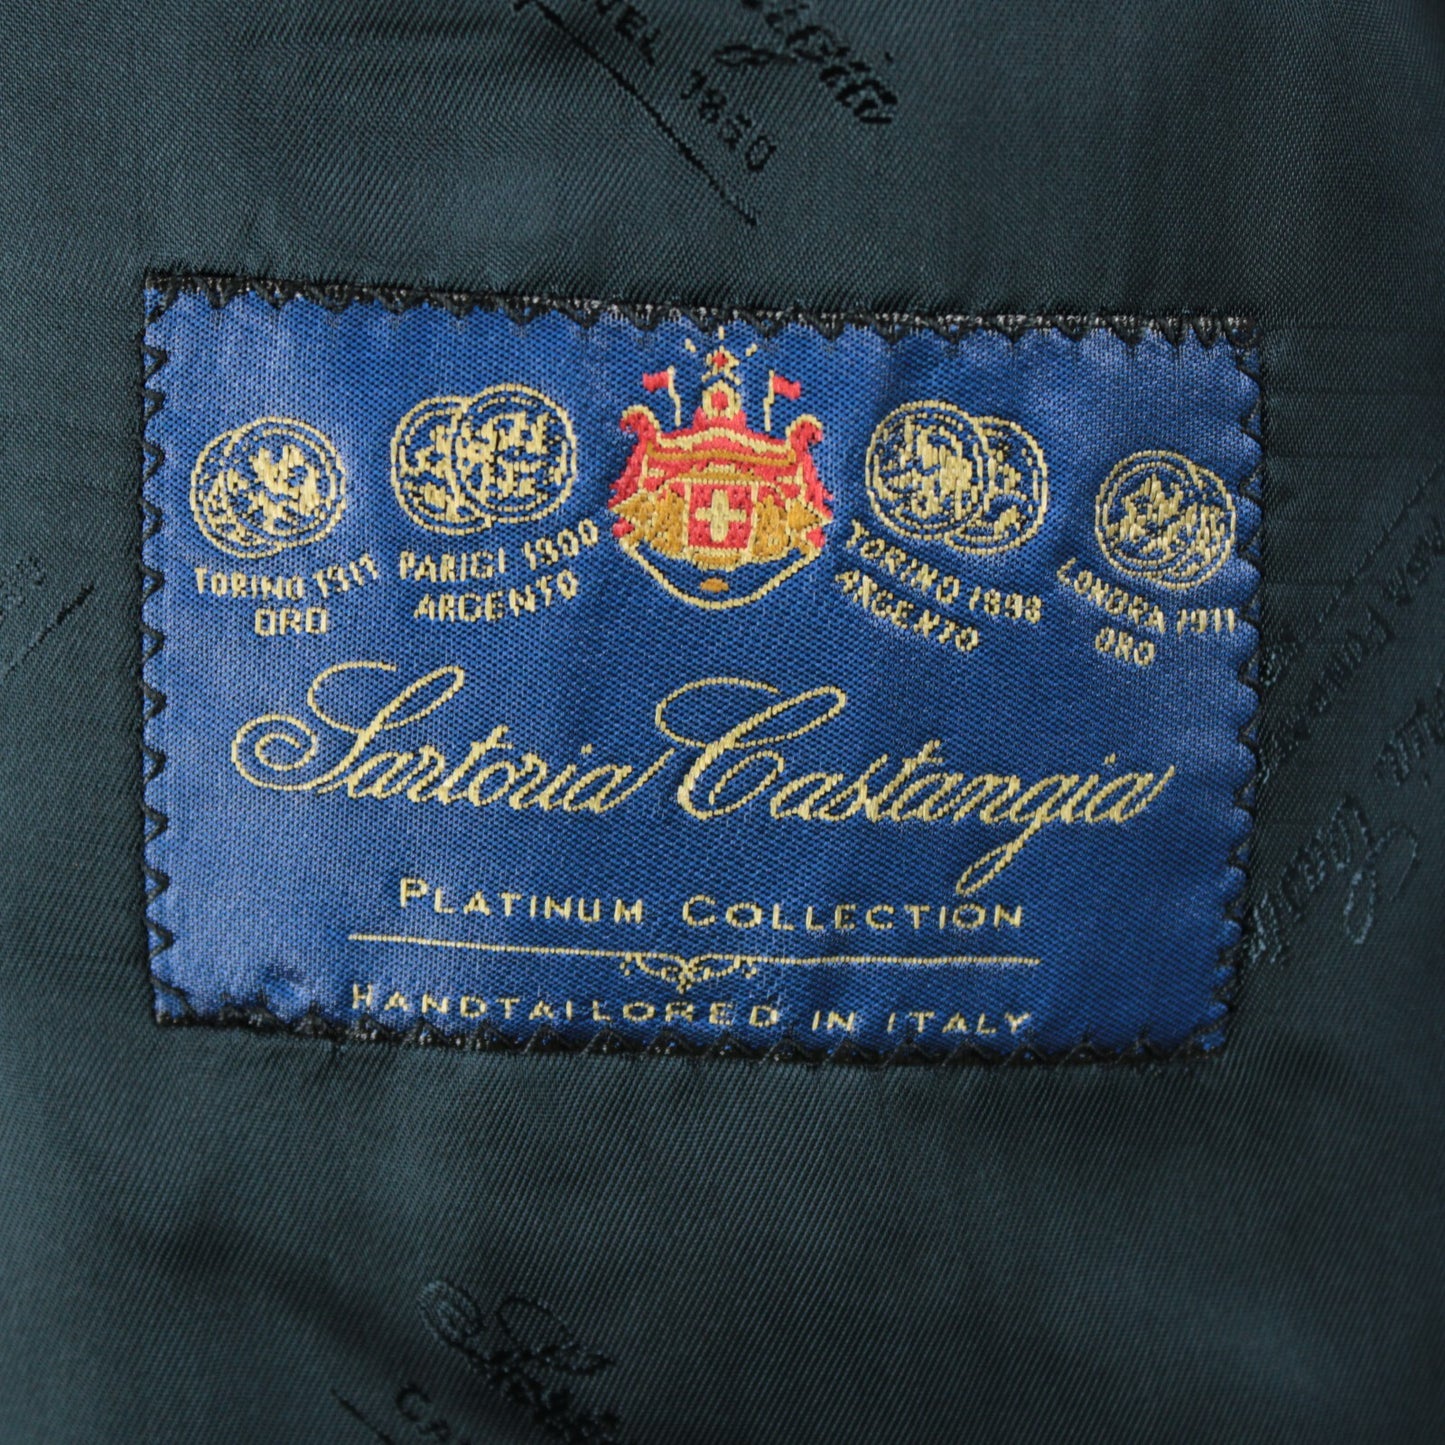 1850
TORINO 1911
ORO
PARIGI 1900
ARGENTO
TORINO 1898
ARGENTO
LONDRA 1911
ORO
Sartoria Castangia
PLATINUM COLLECTION
HANDTAILORED IN ITALY